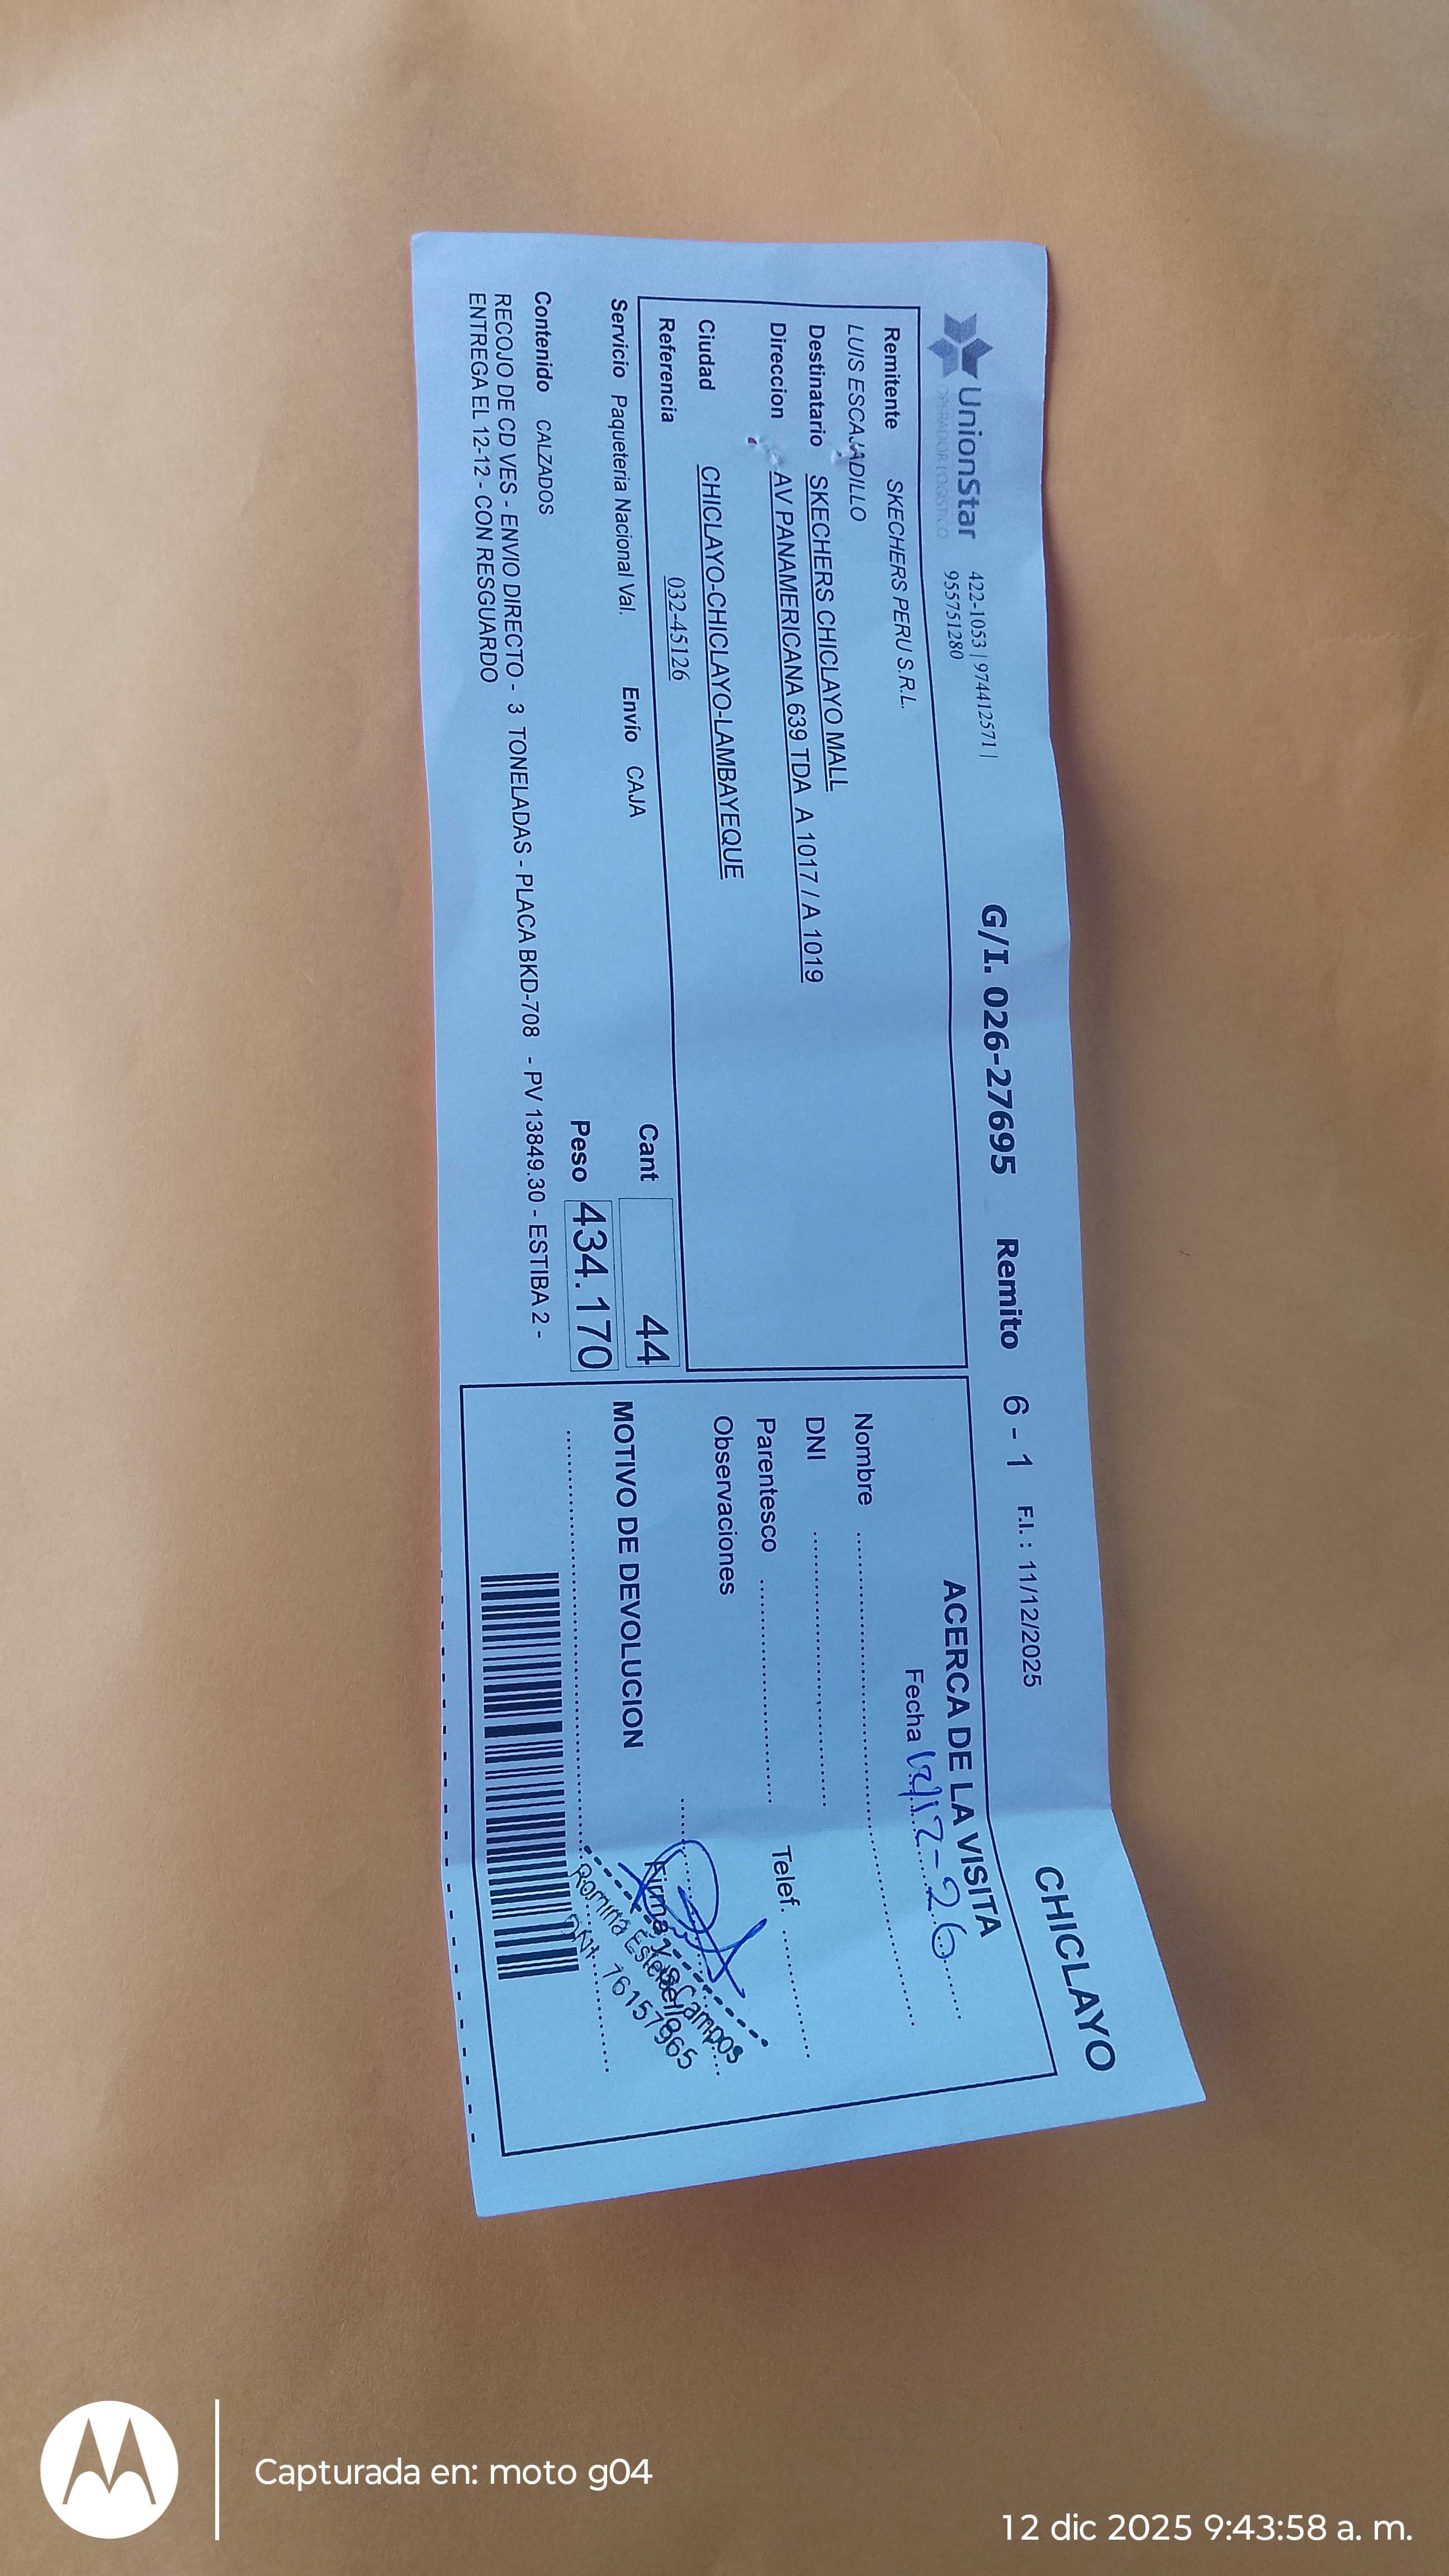 UnionStar
OPERADOR LOGISTICO
422-1053 | 974412571 |
955751280
G/I. 026-27695 Remito 6 - 1 F.I. : 11/12/2025 CHICLAYO
Remitente SKECHERS PERU S.R.L.
LUIS ESCAJADILLO
Destinatario SKECHERS CHICLAYO MALL
Direccion AV PANAMERICANA 639 TDA A 1017 / A 1019
Ciudad CHICLAYO-CHICLAYO-LAMBAYEQUE
Referencia 032-45126
Servicio Paqueteria Nacional Val. Envío CAJA Cant 44
Peso 434.170
Contenido CALZADOS
RECOJO DE CD VES - ENVIO DIRECTO - 3 TONELADAS - PLACA BKD-708 - PV 13849.30 - ESTIBA 2 -
ENTREGA EL 12-12 - CON RESGUARDO
ACERCA DE LA VISITA
Fecha
Nombre
DNI
Parentesco Telef.
Observaciones
Firma y Sello
MOTIVO DE DEVOLUCION
Romina Campos
DNI: 76157965
Capturada en: moto g04
12 dic 2025 9:43:58 a. m.